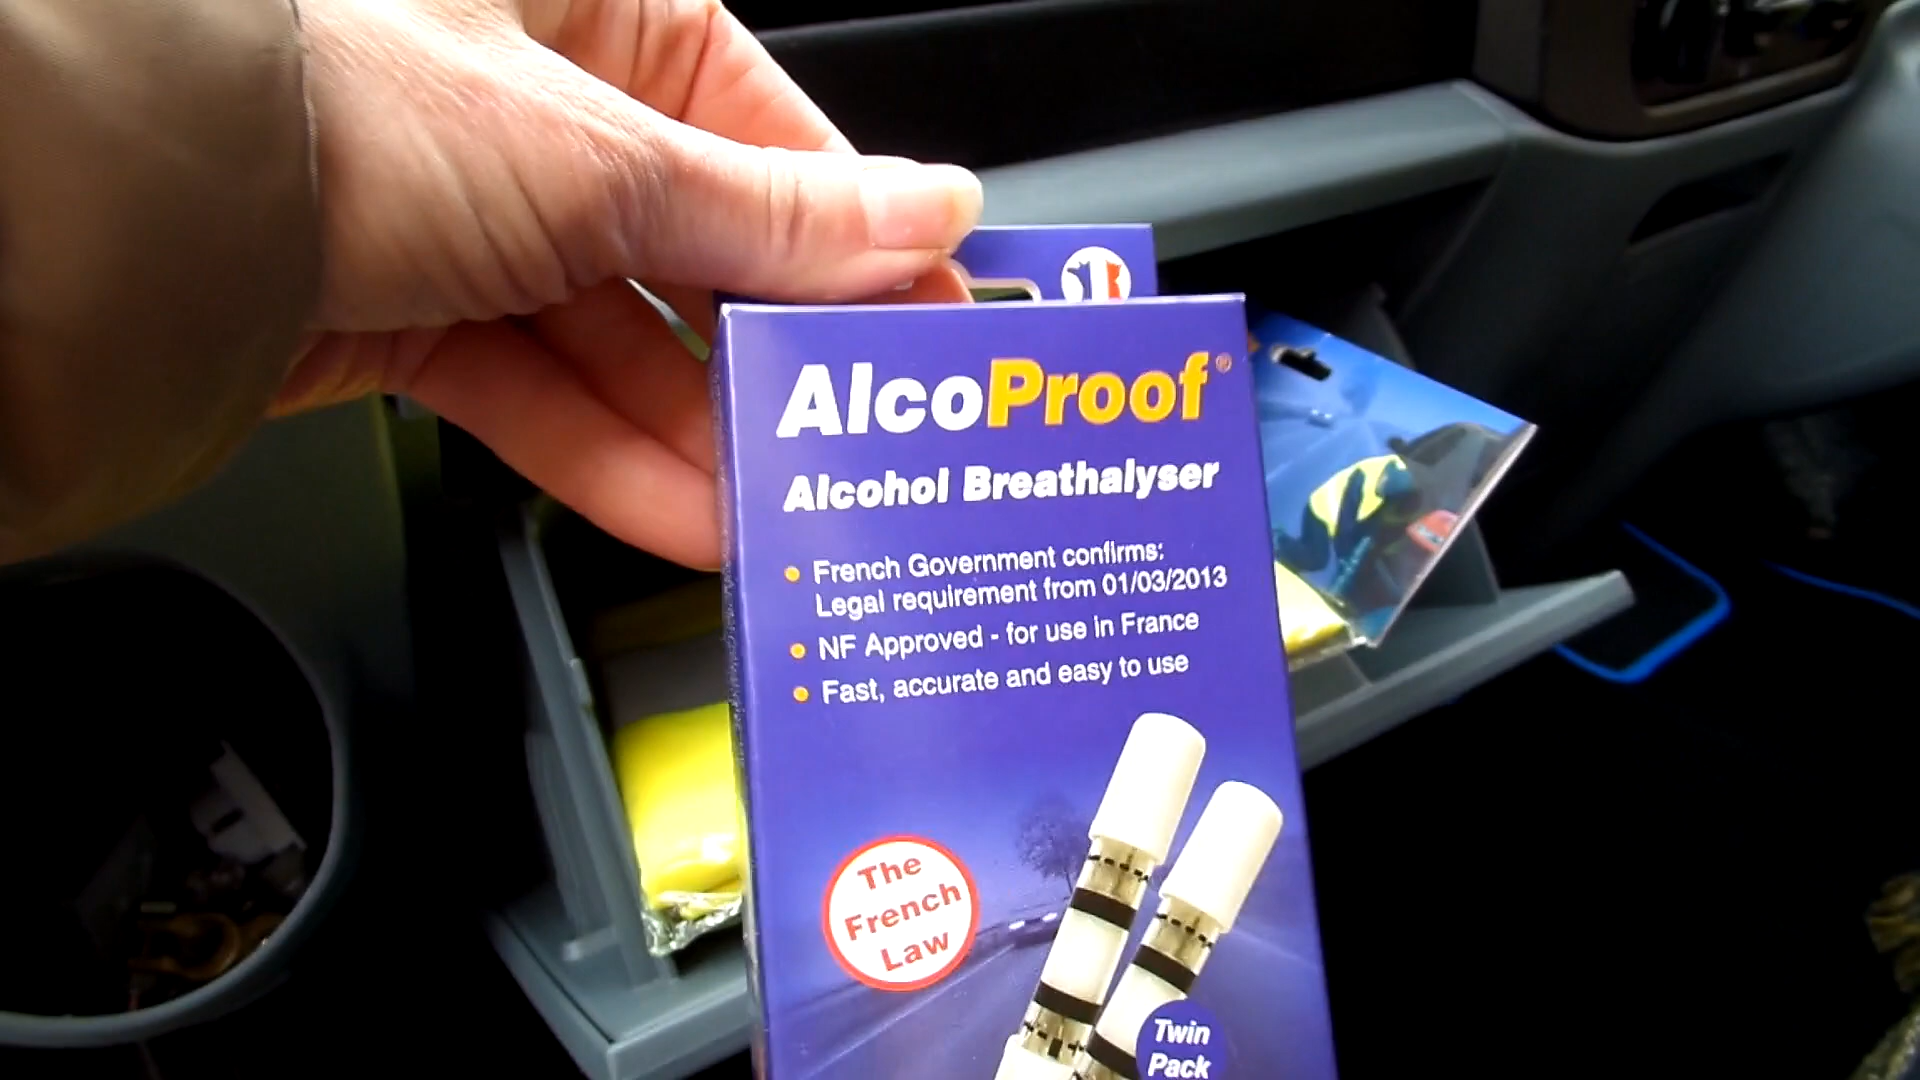 AlcoProof®
Alcohol Breathalyser
French Government confirms:
Legal requirement from 01/03/2013
NF Approved - for use in France
Fast, accurate and easy to use
The
French
Law
Twin
Pack